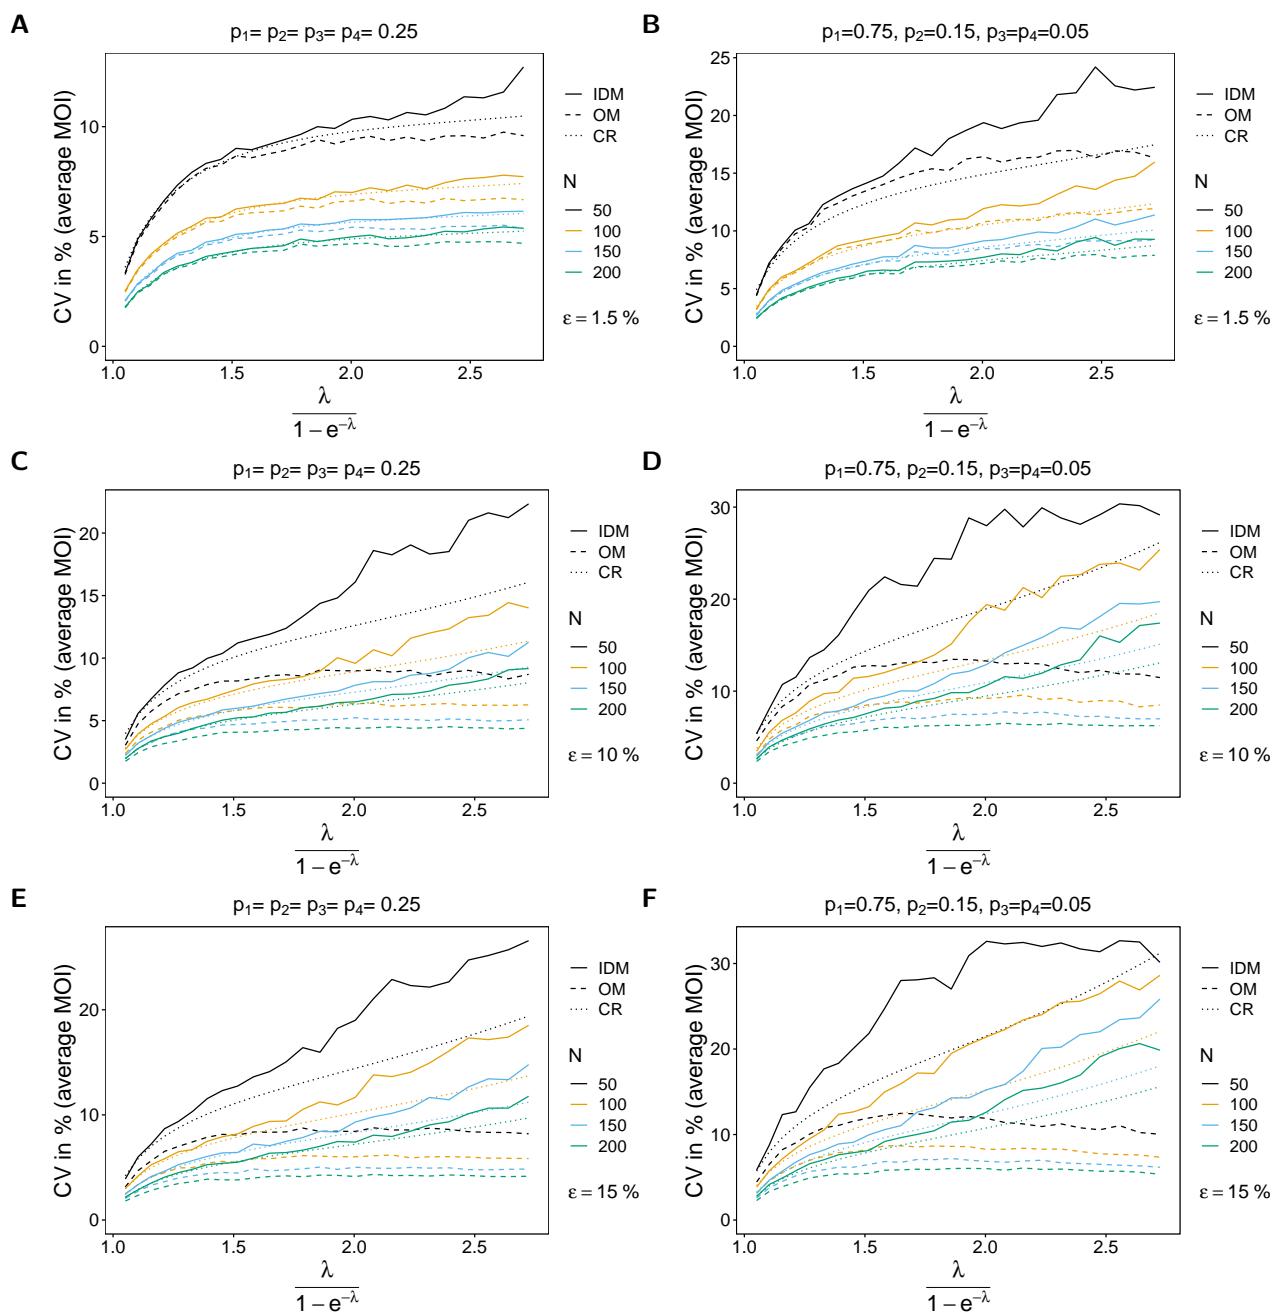 A
p₁= p₂= p₃= p₄= 0.25
CV in % (average MOI)
10
5
0
1.0 1.5 2.0 2.5
λ
1 − e⁻λ
IDM
OM
CR
N
50
100
150
200
ε = 1.5 %
B
p₁=0.75, p₂=0.15, p₃=p₄=0.05
CV in % (average MOI)
25
20
15
10
5
0
1.0 1.5 2.0 2.5
λ
1 − e⁻λ
IDM
OM
CR
N
50
100
150
200
ε = 1.5 %
C
p₁= p₂= p₃= p₄= 0.25
CV in % (average MOI)
20
15
10
5
0
1.0 1.5 2.0 2.5
λ
1 − e⁻λ
IDM
OM
CR
N
50
100
150
200
ε = 10 %
D
p₁=0.75, p₂=0.15, p₃=p₄=0.05
CV in % (average MOI)
30
20
10
0
1.0 1.5 2.0 2.5
λ
1 − e⁻λ
IDM
OM
CR
N
50
100
150
200
ε = 10 %
E
p₁= p₂= p₃= p₄= 0.25
CV in % (average MOI)
20
10
0
1.0 1.5 2.0 2.5
λ
1 − e⁻λ
IDM
OM
CR
N
50
100
150
200
ε = 15 %
F
p₁=0.75, p₂=0.15, p₃=p₄=0.05
CV in % (average MOI)
30
20
10
0
1.0 1.5 2.0 2.5
λ
1 − e⁻λ
IDM
OM
CR
N
50
100
150
200
ε = 15 %